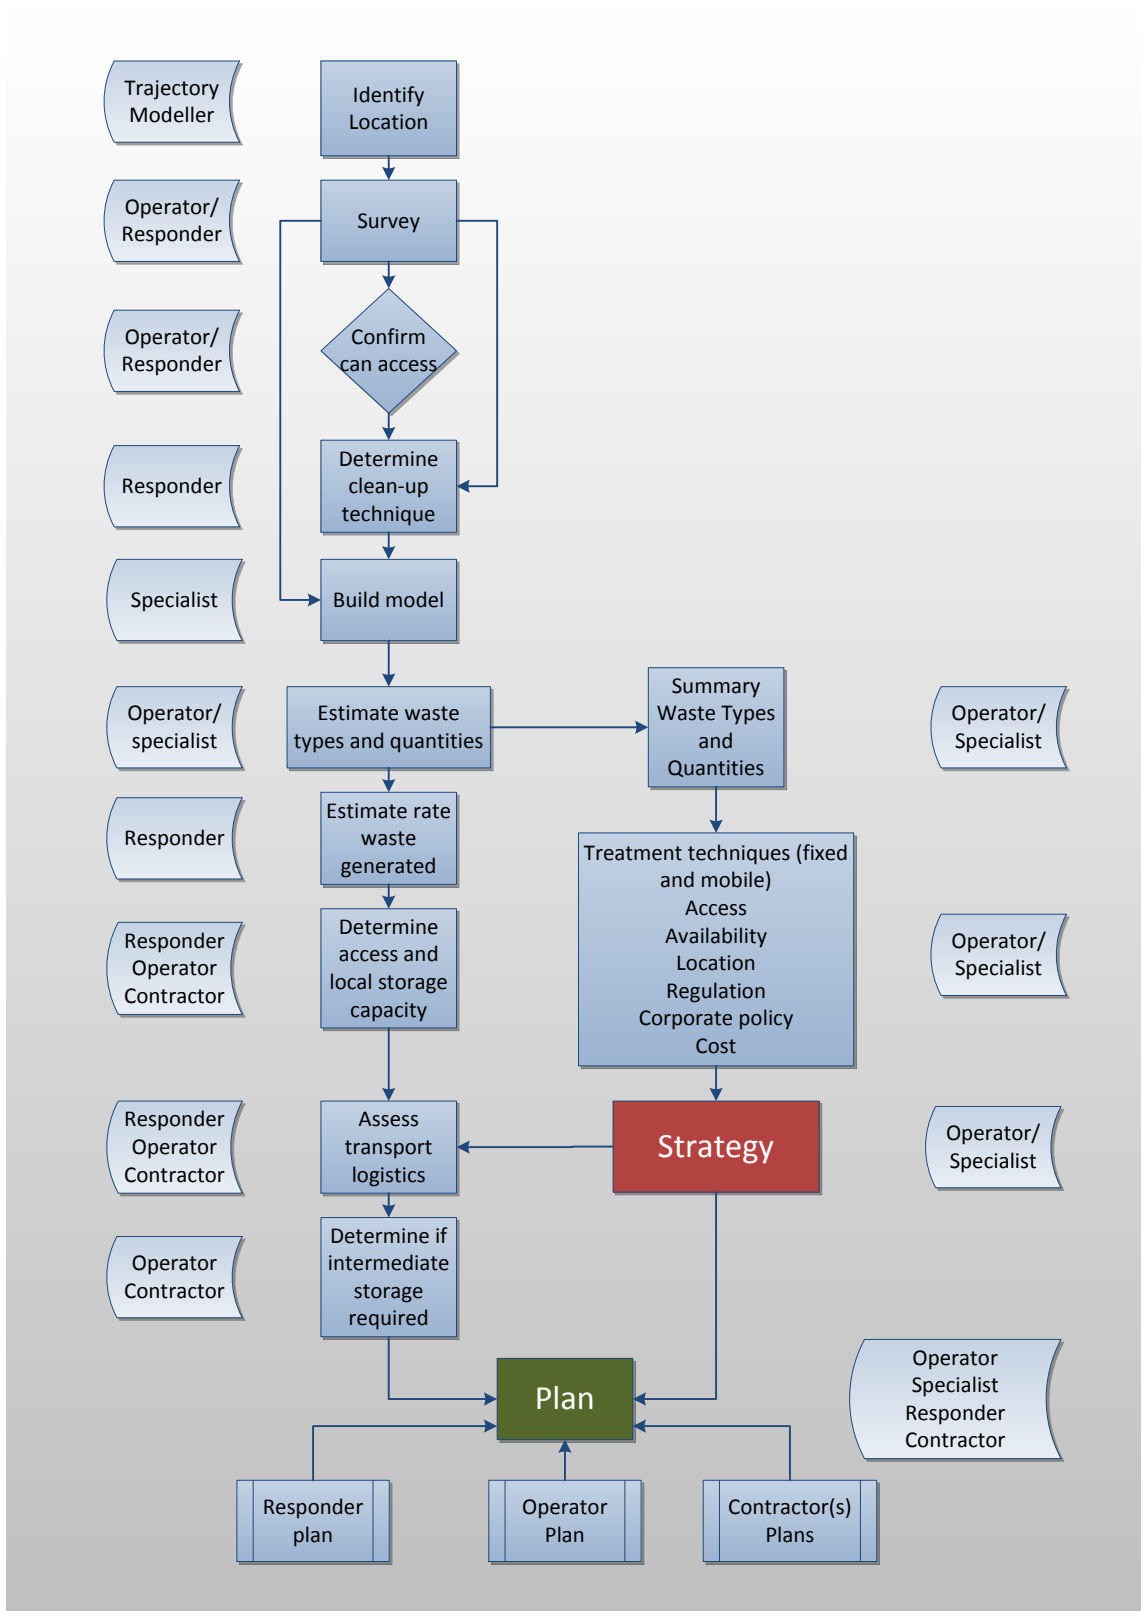 Trajectory
Modeller
Identify
Location
Operator/
Responder
Survey
Operator/
Responder
Confirm
can access
Responder
Determine
clean-up
technique
Specialist
Build model
Operator/
specialist
Estimate waste
types and quantities
Summary
Waste Types
and
Quantities
Operator/
Specialist
Responder
Estimate rate
waste
generated
Treatment techniques (fixed
and mobile)
Access
Availability
Location
Regulation
Corporate policy
Cost
Responder
Operator
Contractor
Determine
access and
local storage
capacity
Operator/
Specialist
Responder
Operator
Contractor
Assess
transport
logistics
Strategy
Operator/
Specialist
Operator
Contractor
Determine if
intermediate
storage
required
Plan
Operator
Specialist
Responder
Contractor
Responder
plan
Operator
Plan
Contractor(s)
Plans